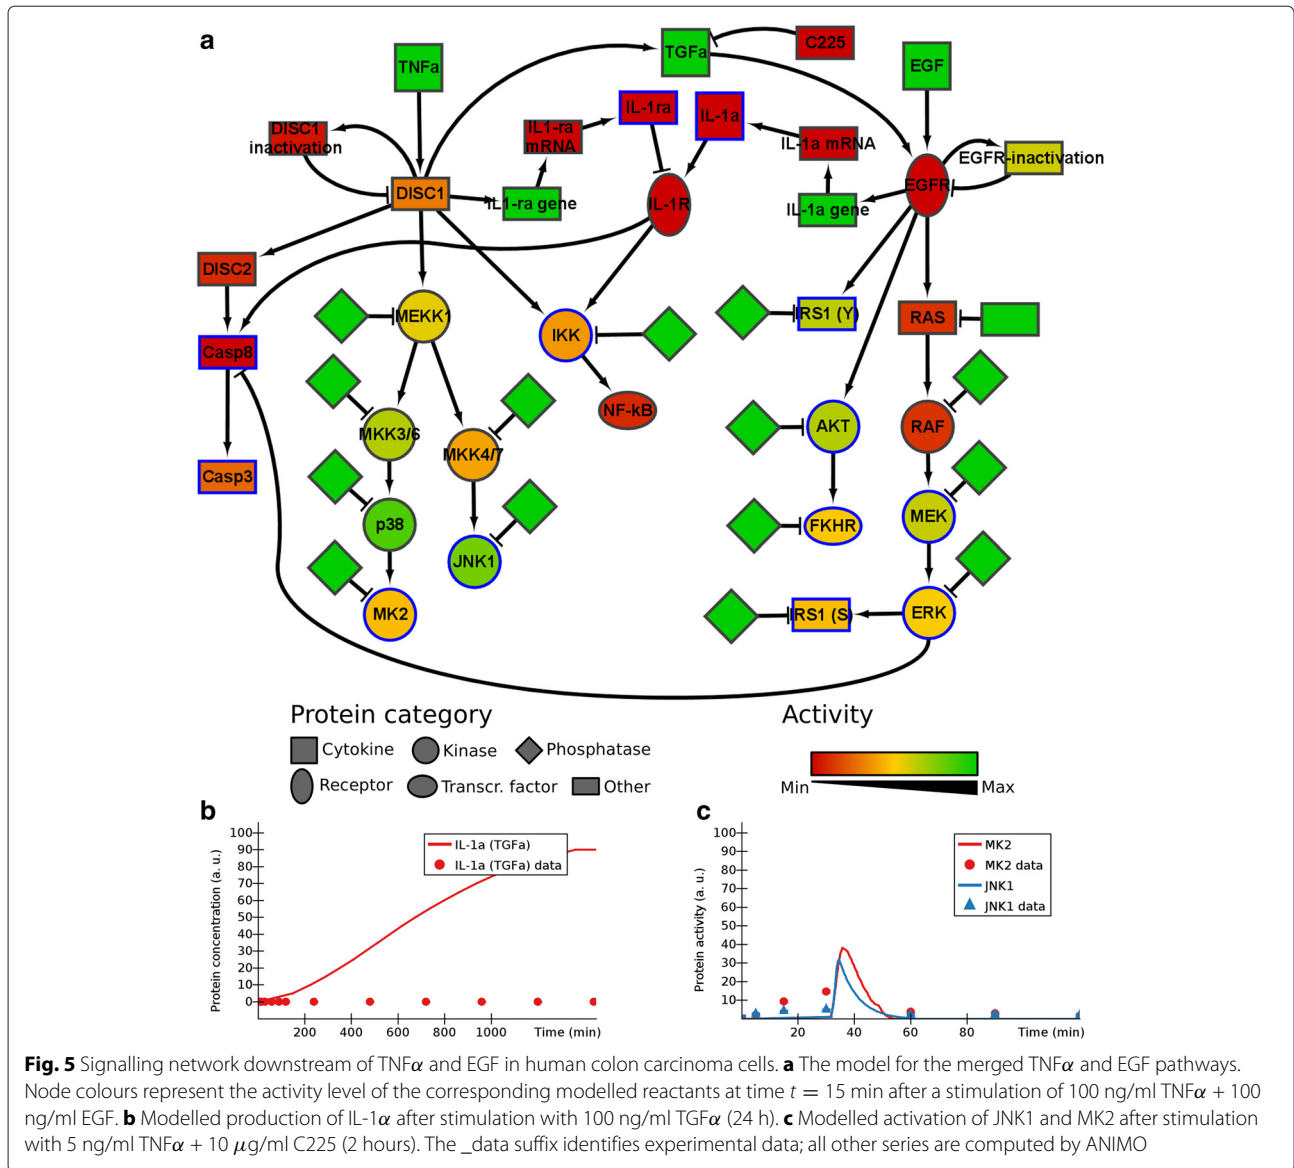 a
TNFa
TGFa
C225
EGF
DISC1
inactivation
IL1-ra
mRNA
IL-1ra
IL-1a
IL-1a mRNA
EGFR-inactivation
DISC1
IL1-ra gene
IL-1R
IL-1a gene
EGFR
DISC2
MEKK1
IKK
IRS1 (Y)
RAS
Casp8
NF-kB
MKK3/6
MKK4/7
AKT
RAF
Casp3
p38
JNK1
FKHR
MEK
MK2
IRS1 (S)
ERK
Protein category
Cytokine
Kinase
Phosphatase
Receptor
Transcr. factor
Other
Activity
Min
Max
b
100
90
80
70
60
50
40
30
20
10
0
Protein concentration (a. u.)
IL-1a (TGFa)
IL-1a (TGFa) data
200 400 600 800 1000 Time (min)
c
100
90
80
70
60
50
40
30
20
10
Protein activity (a. u.)
MK2
MK2 data
JNK1
JNK1 data
20 40 60 80 Time (min)
Fig. 5 Signalling network downstream of TNFα and EGF in human colon carcinoma cells. a The model for the merged TNFα and EGF pathways.
Node colours represent the activity level of the corresponding modelled reactants at time t = 15 min after a stimulation of 100 ng/ml TNFα + 100
ng/ml EGF. b Modelled production of IL-1α after stimulation with 100 ng/ml TGFα (24 h). c Modelled activation of JNK1 and MK2 after stimulation
with 5 ng/ml TNFα + 10 μg/ml C225 (2 hours). The _data suffix identifies experimental data; all other series are computed by ANIMO